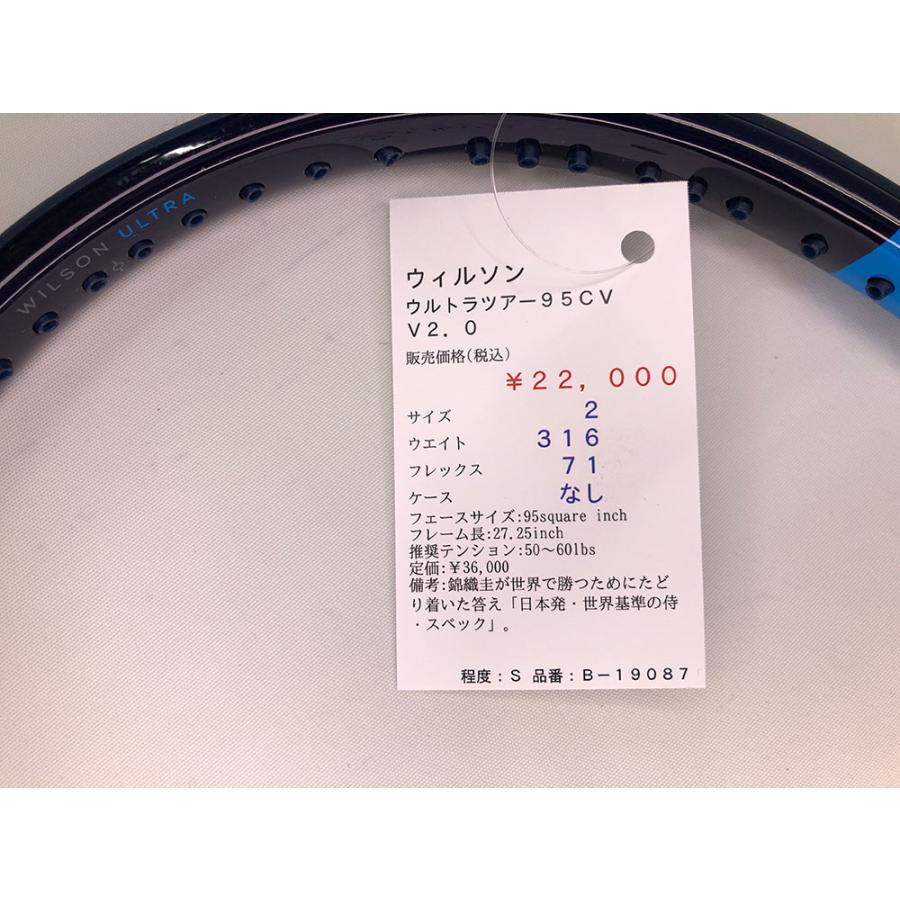 WILSON ULTRA
ウィルソン
ウルトラツアー95CV
V2.0
販売価格(税込)
¥22,000
サイズ 2
ウエイト 316
フレックス 71
ケース なし
フェースサイズ:95square inch
フレーム長:27.25inch
推奨テンション:50～60lbs
定価:¥36,000
備考:錦織圭が世界で勝つためにたど
り着いた答え「日本発・世界基準の侍
・スペック」。
程度:S 品番:B-19087